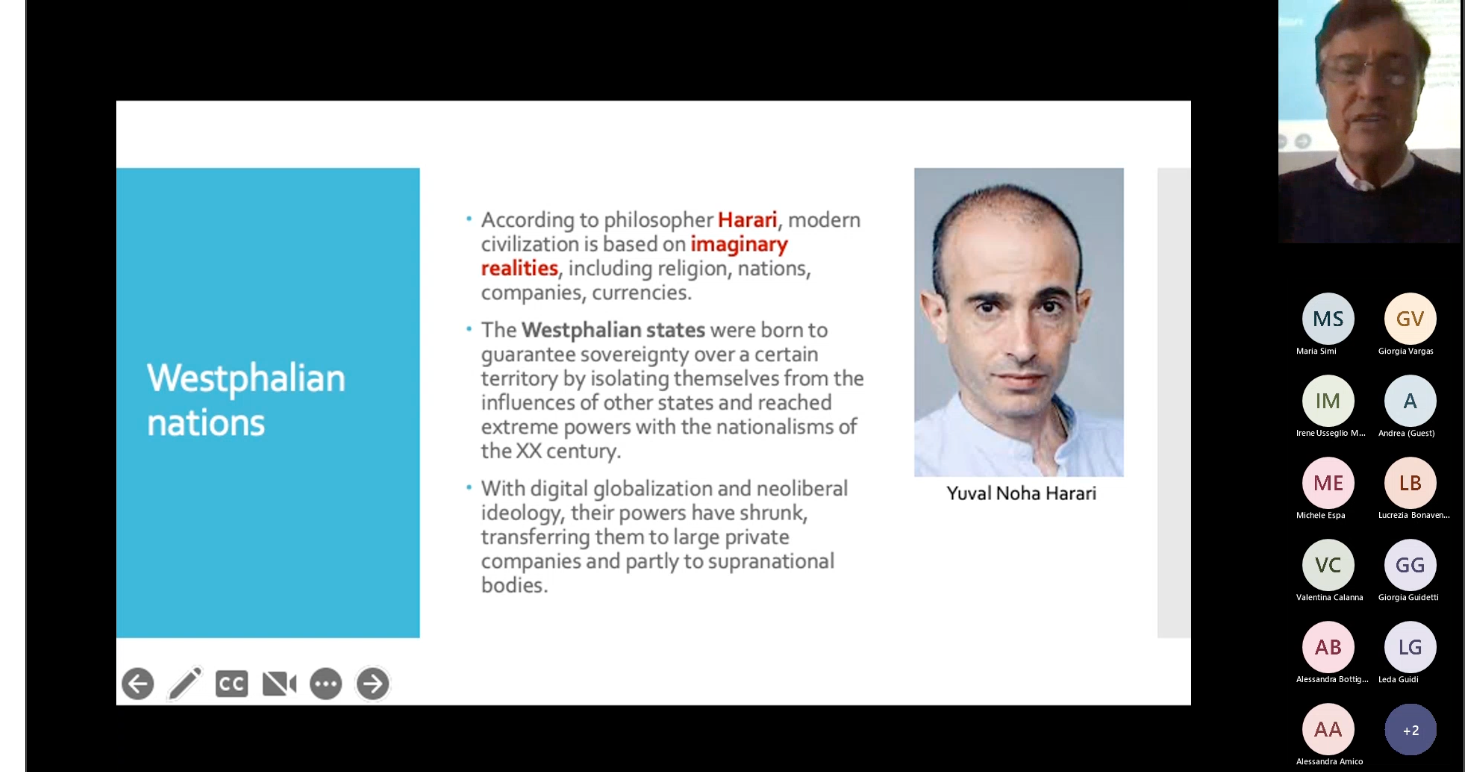 Westphalian
nations
• According to philosopher Harari, modern
civilization is based on imaginary
realities, including religion, nations,
companies, currencies.
• The Westphalian states were born to
guarantee sovereignty over a certain
territory by isolating themselves from the
influences of other states and reached
extreme powers with the nationalisms of
the XX century.
• With digital globalization and neoliberal
ideology, their powers have shrunk,
transferring them to large private
companies and partly to supranational
bodies.
Yuval Noha Harari
CC
MS
Maria Simi
GV
Giorgia Vargas
IM
Irene Usseglio M...
A
Andrea (Guest)
ME
Michele Espa
LB
Lucrezia Bonaven...
VC
Valentina Calanna
GG
Giorgia Guidetti
AB
Alessandra Bottig...
LG
Leda Guidi
AA
Alessandra Amico
+2